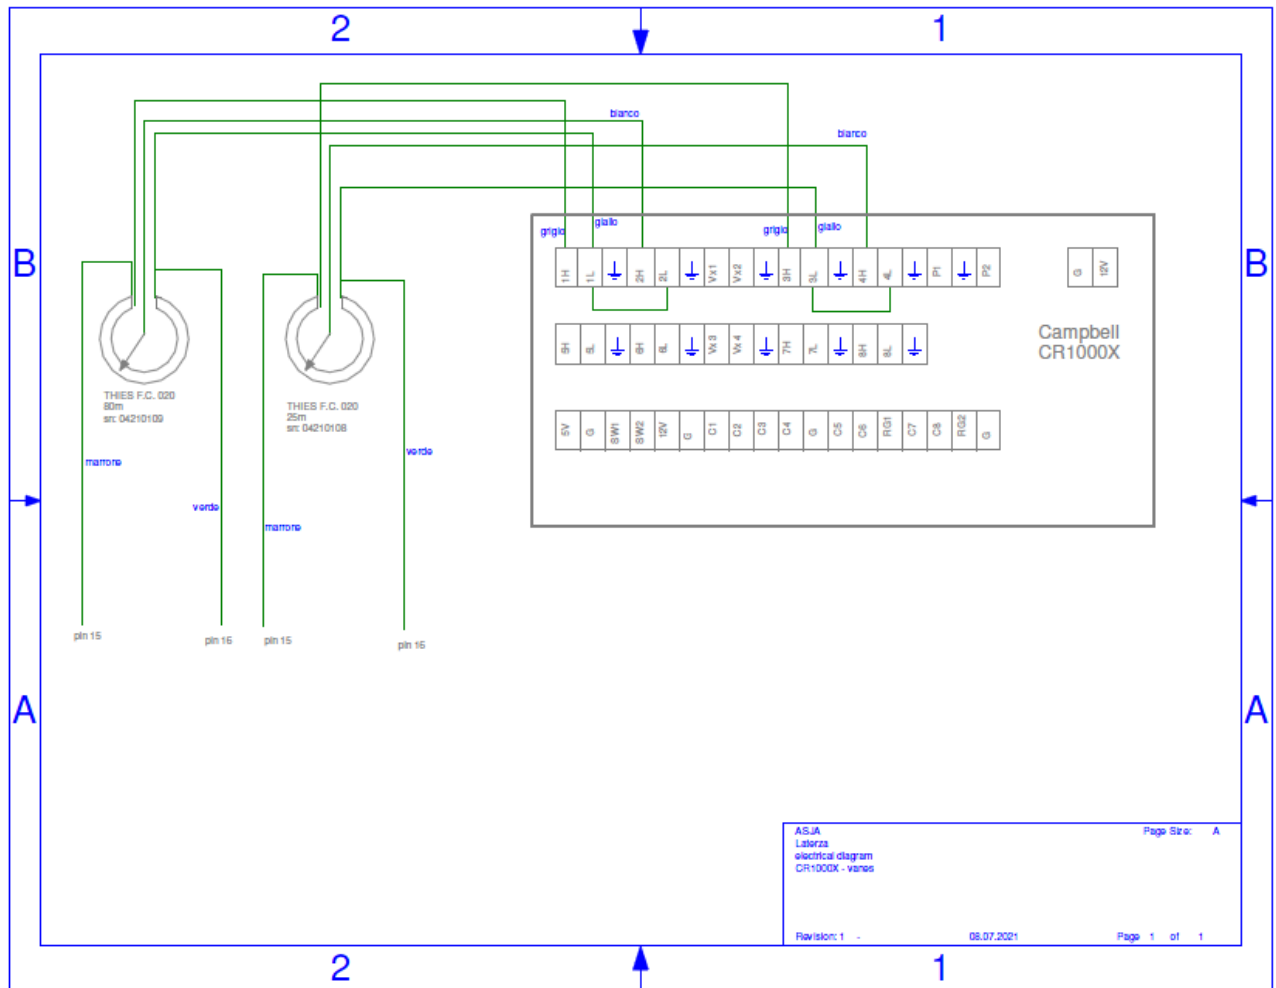 2 1
bianco
bianco
giallo
grigio
grigio
giallo
B B
1H 1L 2H 2L Vx1 Vx2 3H 3L 4H 4L P1 P2 G 12V
Campbell
CR1000X
5H 5L 6H 6L Vx3 Vx4 7H 7L 8H 8L
THIES F.C. 020
80m
sn: 04210109
THIES F.C. 020
25m
sn: 04210108
5V G SW1 SW2 12V G C1 C2 C3 C4 G C5 C6 RG1 C7 C8 RG2 G
verde
marrone
verde
marrone
pin 15 pin 16 pin 15 pin 16
A A
ASJA Page Size: A
Laterza
electrical diagram
CR1000X - vanes
Revision: 1 - 08.07.2021 Page 1 of 1
2 1